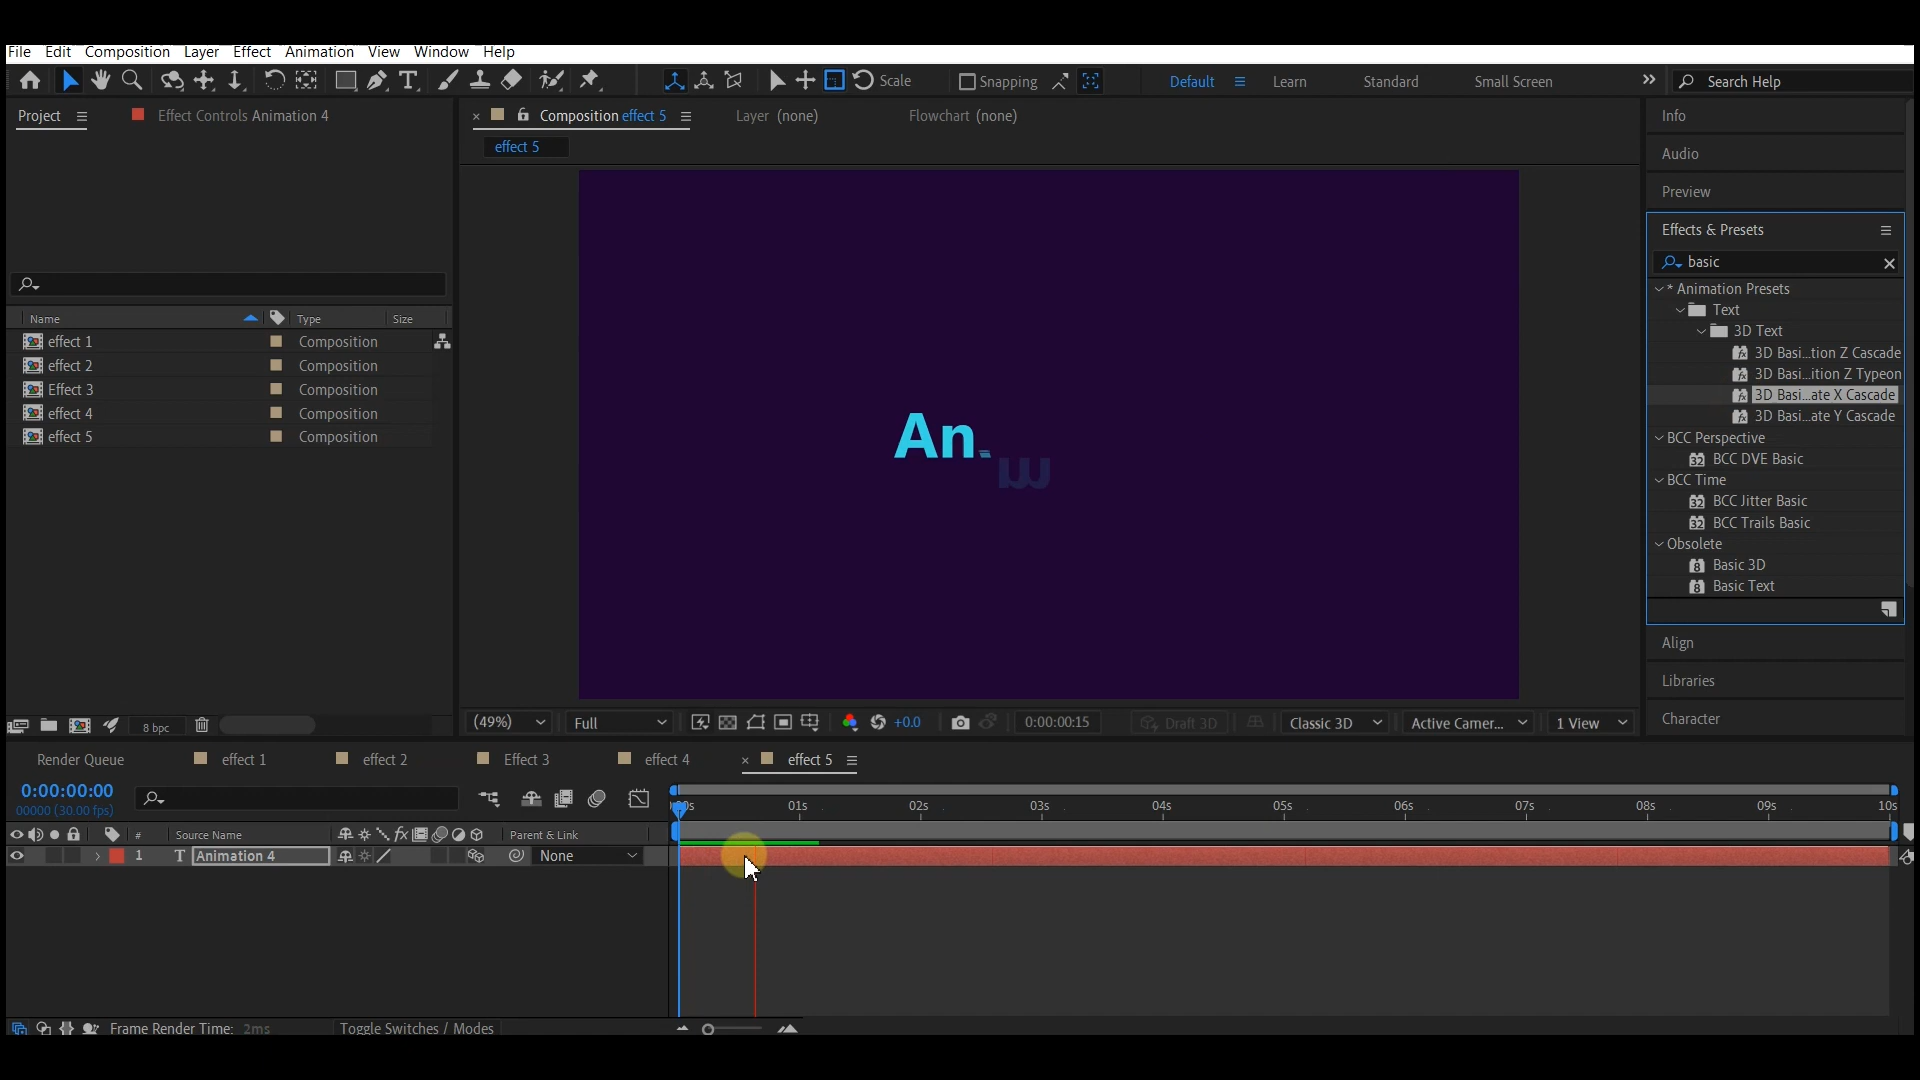 File Edit Composition Layer Effect Animation View Window Help
Scale Snapping Default Learn Standard Small Screen Search Help
Project Effect Controls Animation 4
Composition effect 5 Layer (none) Flowchart (none)
effect 5
Info
Audio
Preview
Effects & Presets
basic
* Animation Presets
Text
3D Text
3D Basi...tion Z Cascade
3D Basi...ition Z Typeon
3D Basi...ate X Cascade
3D Basi...ate Y Cascade
BCC Perspective
32 BCC DVE Basic
BCC Time
32 BCC Jitter Basic
32 BCC Trails Basic
Obsolete
8 Basic 3D
8 Basic Text
Align
Libraries
Character
Name Type Size
effect 1 Composition
effect 2 Composition
Effect 3 Composition
effect 4 Composition
effect 5 Composition
An
8 bpc
(49%) Full +0.0 0:00:00:15 Draft 3D Classic 3D Active Camer... 1 View
Render Queue effect 1 effect 2 Effect 3 effect 4 effect 5
0:00:00:00
00000 (30.00 fps)
01s 02s 03s 04s 05s 06s 07s 08s 09s 10s
# Source Name Parent & Link
1 T Animation 4 None
Frame Render Time: 2ms Toggle Switches / Modes